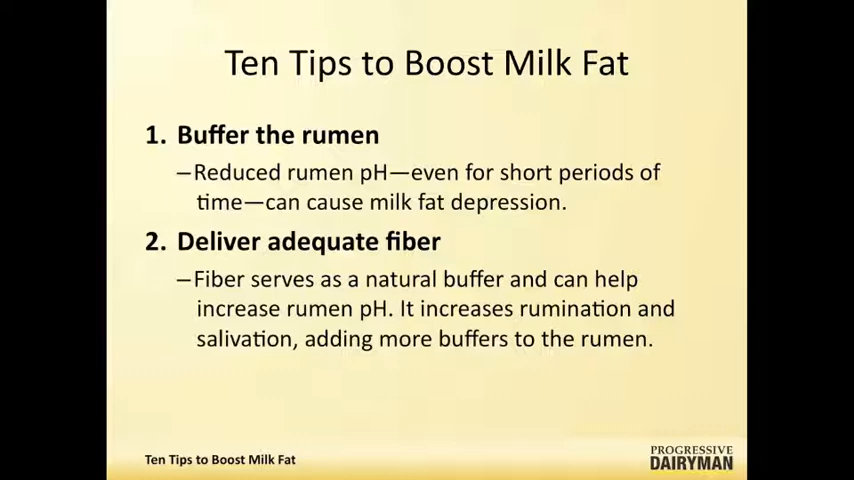 Ten Tips to Boost Milk Fat
1. Buffer the rumen
–Reduced rumen pH—even for short periods of
time—can cause milk fat depression.
2. Deliver adequate fiber
–Fiber serves as a natural buffer and can help
increase rumen pH. It increases rumination and
salivation, adding more buffers to the rumen.
Ten Tips to Boost Milk Fat
PROGRESSIVE
DAIRYMAN